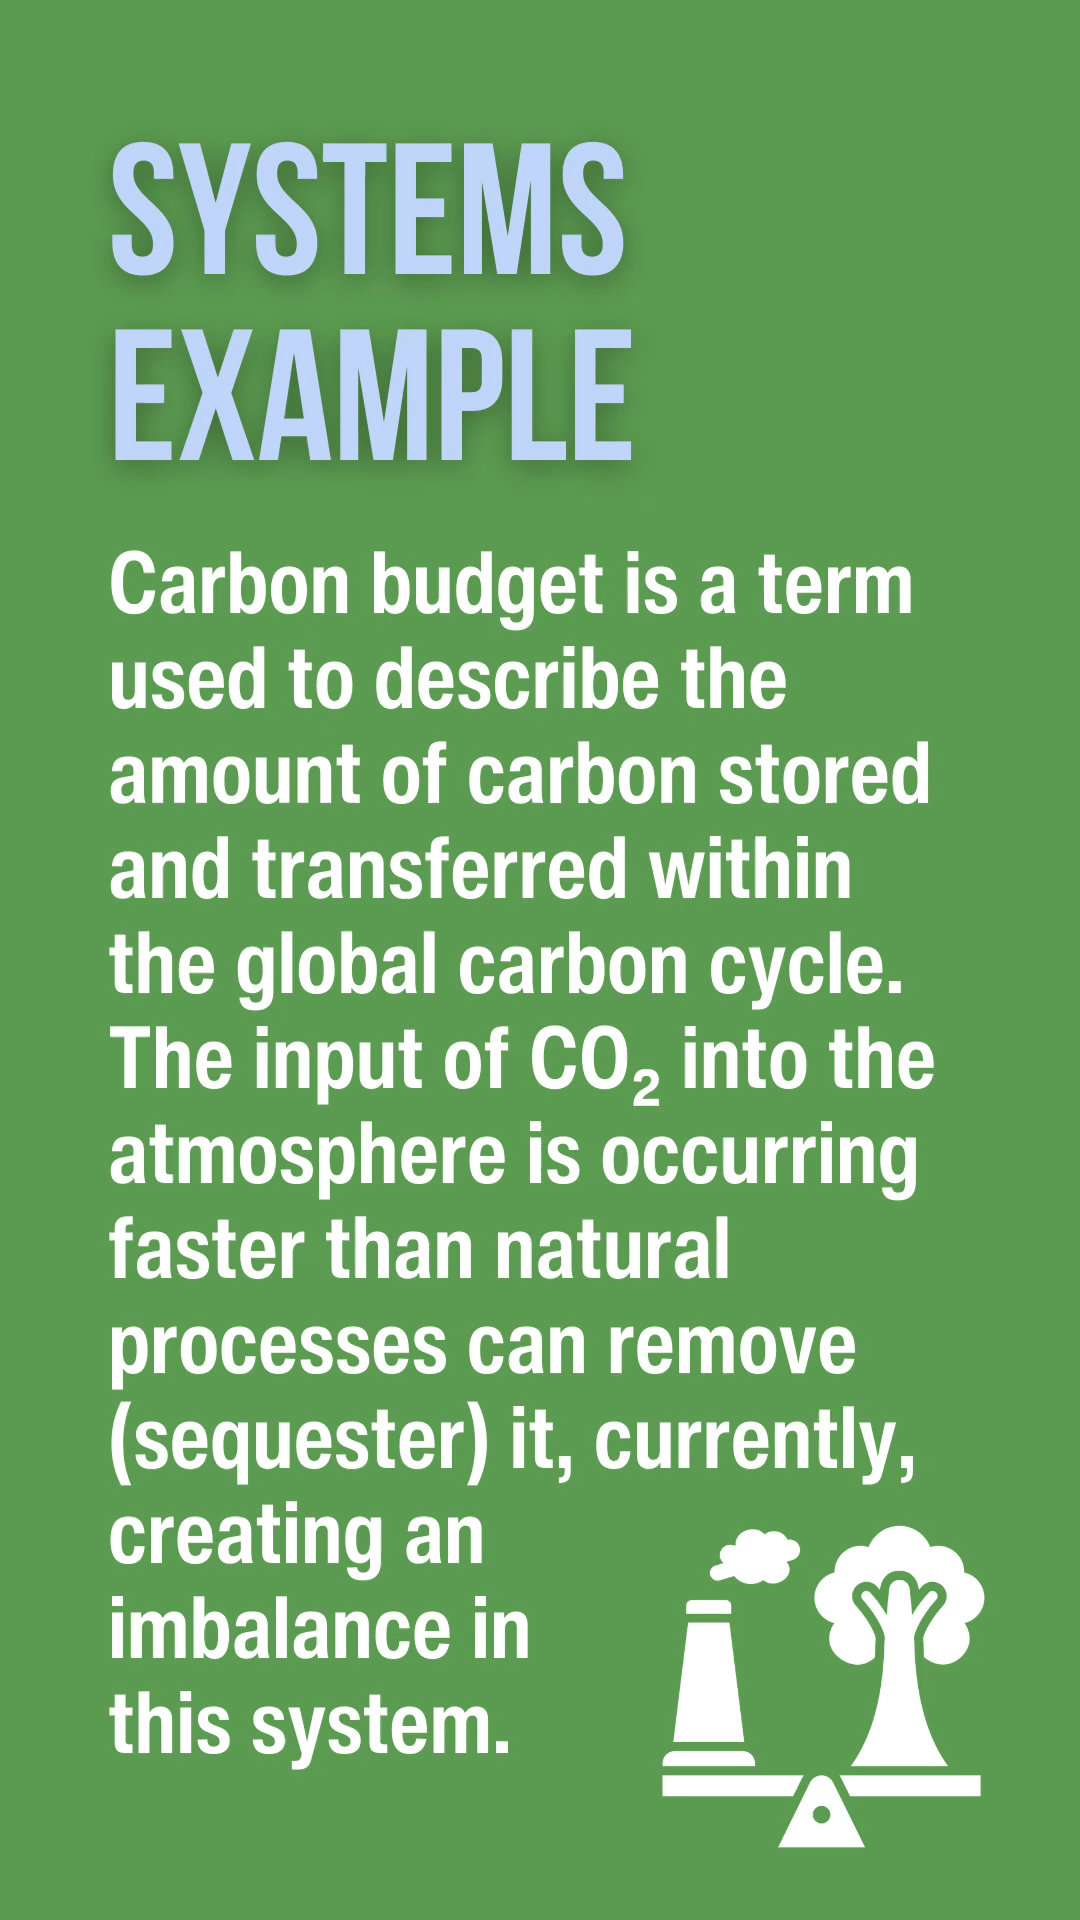 SYSTEMS
EXAMPLE
Carbon budget is a term
used to describe the
amount of carbon stored
and transferred within
the global carbon cycle.
The input of CO₂ into the
atmosphere is occurring
faster than natural
processes can remove
(sequester) it, currently,
creating an
imbalance in
this system.